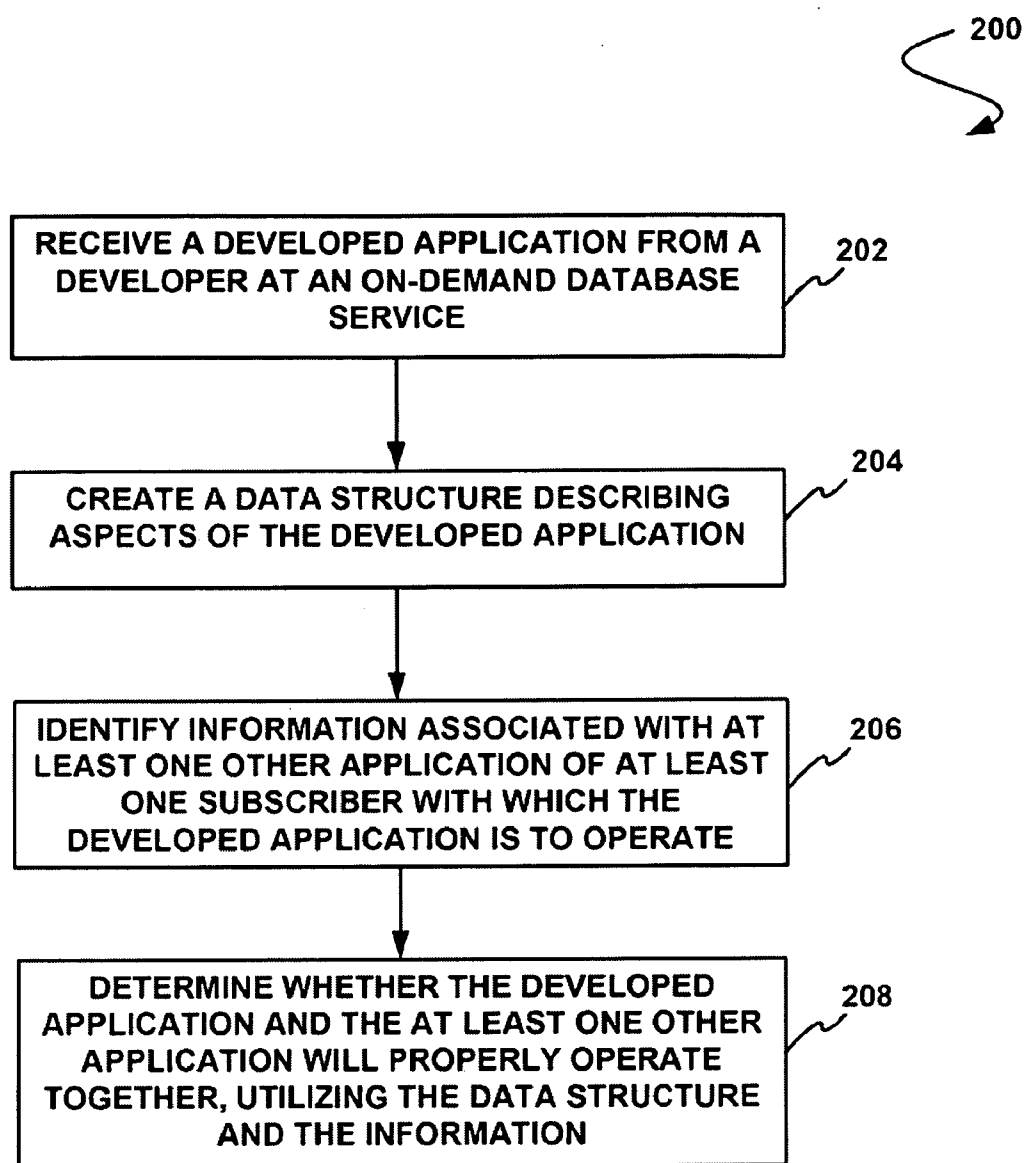 200
RECEIVE A DEVELOPED APPLICATION FROM A
DEVELOPER AT AN ON-DEMAND DATABASE
SERVICE
202
CREATE A DATA STRUCTURE DESCRIBING
ASPECTS OF THE DEVELOPED APPLICATION
204
IDENTIFY INFORMATION ASSOCIATED WITH AT
LEAST ONE OTHER APPLICATION OF AT LEAST
ONE SUBSCRIBER WITH WHICH THE
DEVELOPED APPLICATION IS TO OPERATE
206
DETERMINE WHETHER THE DEVELOPED
APPLICATION AND THE AT LEAST ONE OTHER
APPLICATION WILL PROPERLY OPERATE
TOGETHER, UTILIZING THE DATA STRUCTURE
AND THE INFORMATION
208